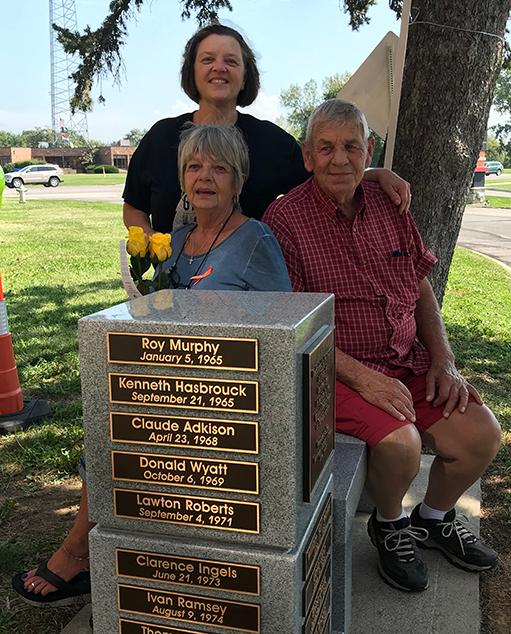 Roy Murphy
January 5, 1965
Kenneth Hasbrouck
September 21, 1965
Claude Adkison
April 23, 1968
Donald Wyatt
October 6, 1969
Lawton Roberts
September 4, 1971
Clarence Ingels
June 21, 1973
Ivan Ramsey
August 9, 1974